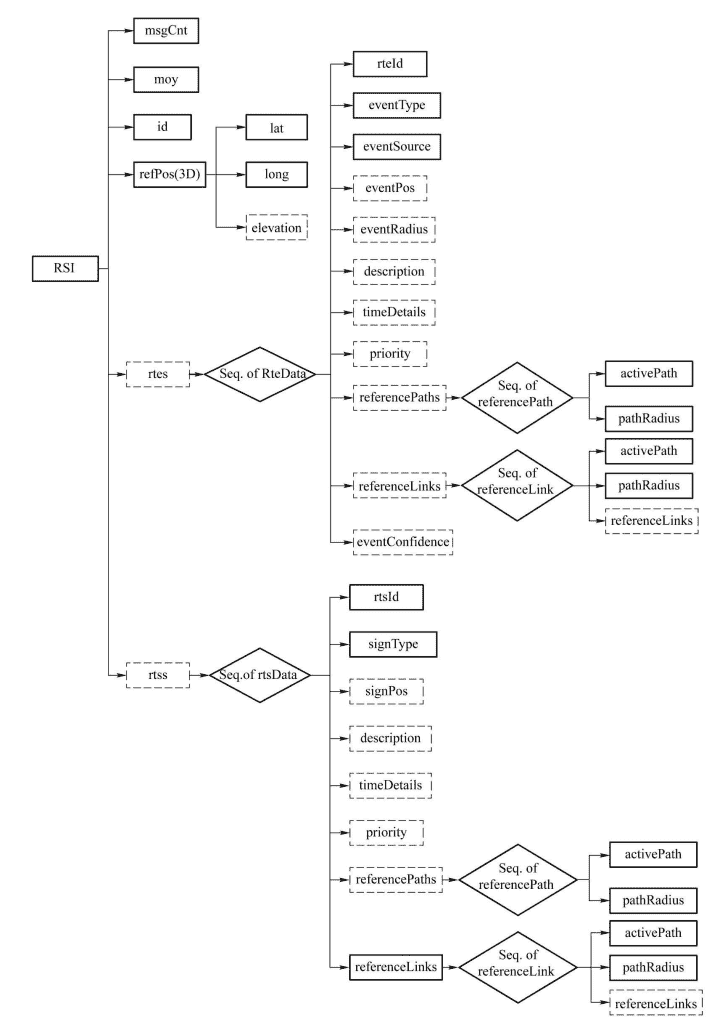 msgCnt
moy
id
refPos(3D)
lat
long
elevation
RSI
rtes
Seq. of RteData
rteId
eventType
eventSource
eventPos
eventRadius
description
timeDetails
priority
referencePaths
Seq. of
referencePath
activePath
pathRadius
referenceLinks
Seq. of
referenceLink
activePath
pathRadius
referenceLinks
eventConfidence
rtss
Seq.of rtsData
rtsId
signType
signPos
description
timeDetails
priority
referencePaths
Seq. of
referencePath
activePath
pathRadius
referenceLinks
Seq. of
referenceLink
activePath
pathRadius
referenceLinks